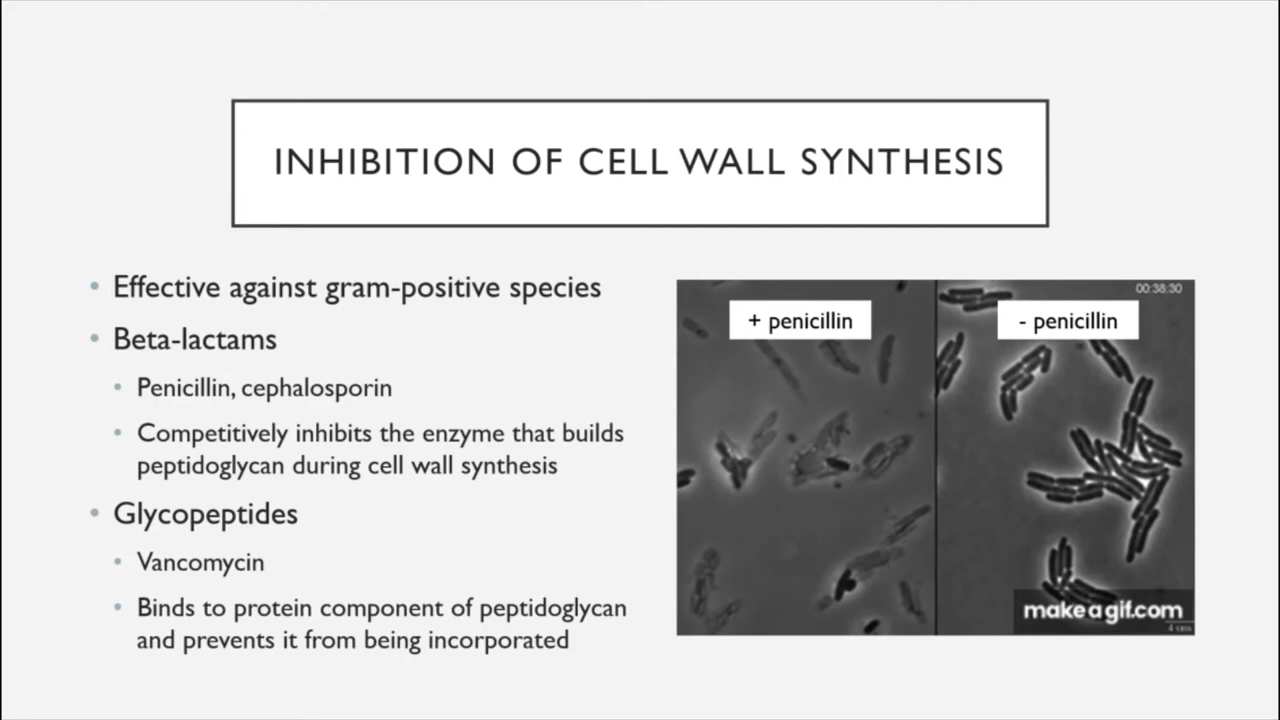 INHIBITION OF CELL WALL SYNTHESIS
• Effective against gram-positive species
• Beta-lactams
• Penicillin, cephalosporin
• Competitively inhibits the enzyme that builds
peptidoglycan during cell wall synthesis
• Glycopeptides
• Vancomycin
• Binds to protein component of peptidoglycan
and prevents it from being incorporated
+ penicillin
00:38:30
- penicillin
makeagif.com